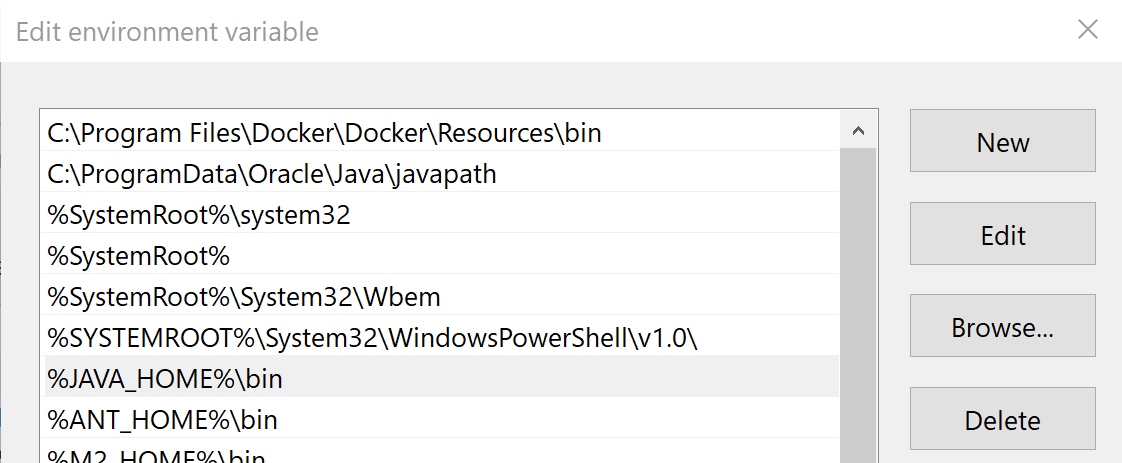 Edit environment variable
C:\Program Files\Docker\Docker\Resources\bin
C:\ProgramData\Oracle\Java\javapath
%SystemRoot%\system32
%SystemRoot%
%SystemRoot%\System32\Wbem
%SYSTEMROOT%\System32\WindowsPowerShell\v1.0\
%JAVA_HOME%\bin
%ANT_HOME%\bin
%M2_HOME%\bin
New
Edit
Browse...
Delete